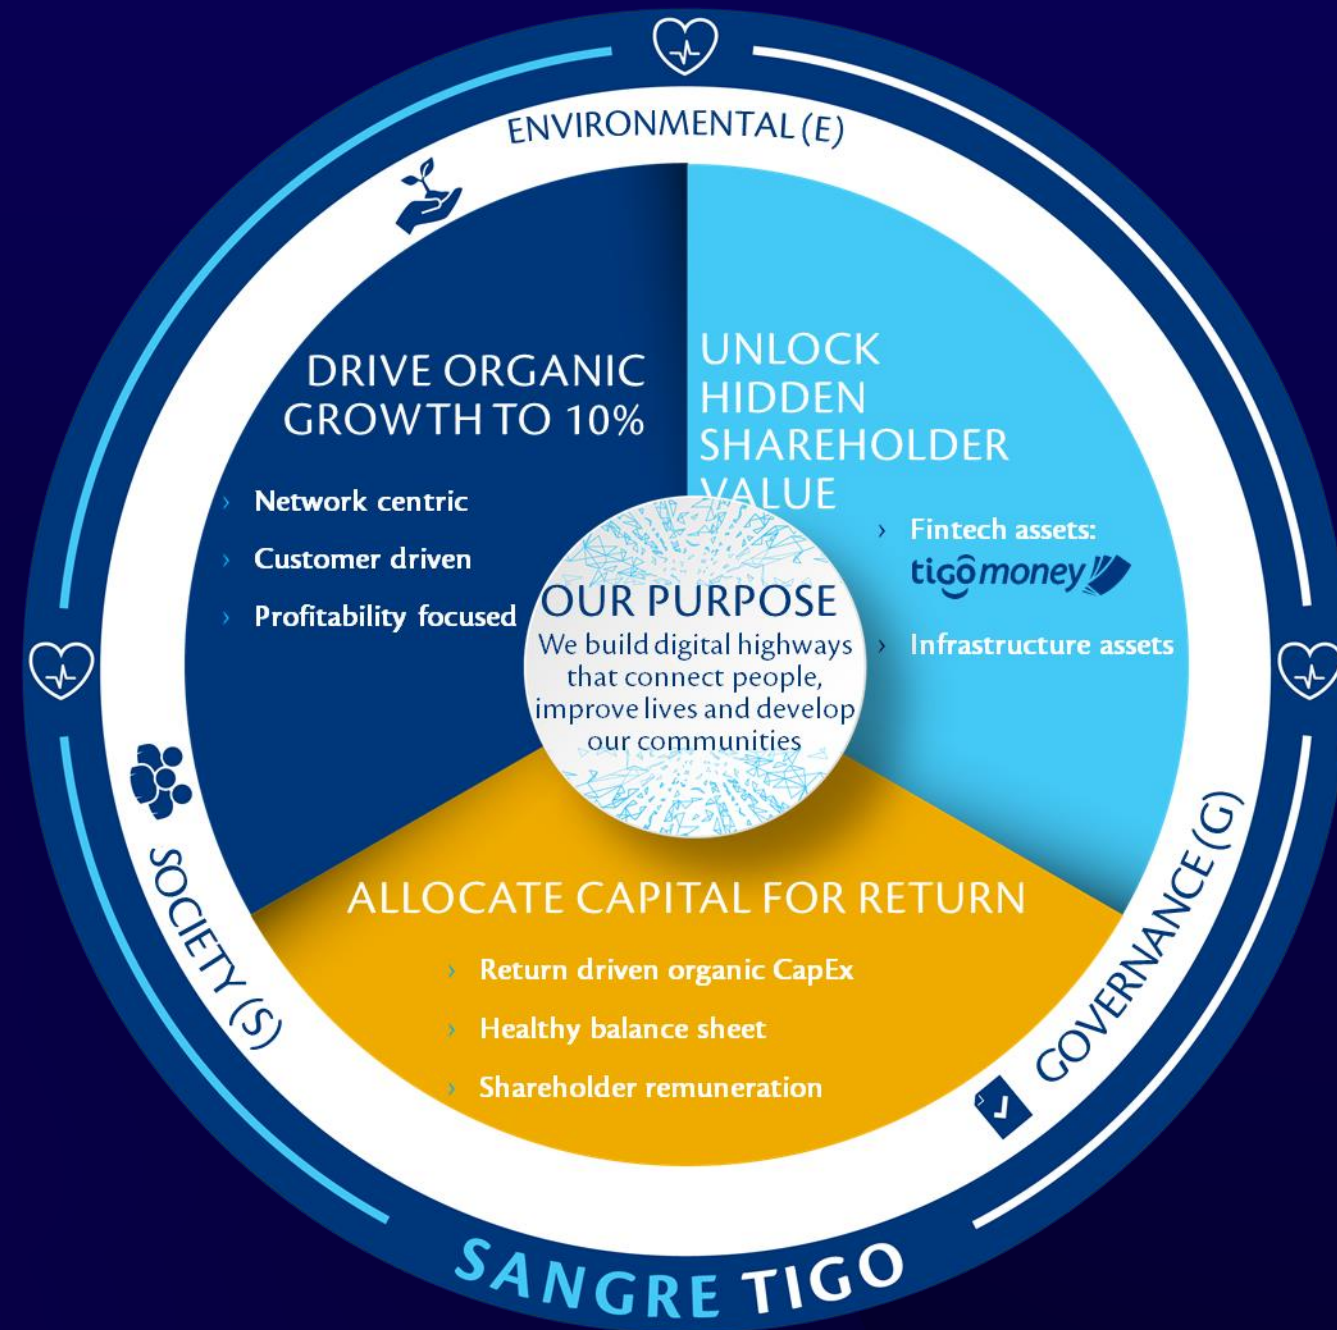 ENVIRONMENTAL (E)
DRIVE ORGANIC
GROWTH TO 10%
› Network centric
› Customer driven
› Profitability focused
UNLOCK
HIDDEN
SHAREHOLDER
VALUE
› Fintech assets:
tigo money
› Infrastructure assets
OUR PURPOSE
We build digital highways
that connect people,
improve lives and develop
our communities
ALLOCATE CAPITAL FOR RETURN
› Return driven organic CapEx
› Healthy balance sheet
› Shareholder remuneration
SOCIETY (S)
GOVERNANCE (G)
SANGRE TIGO